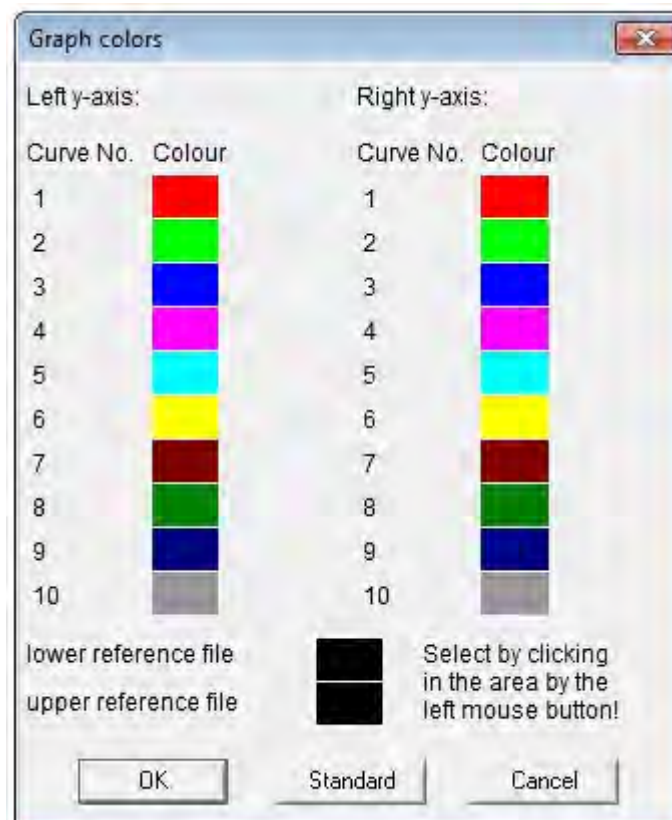 Graph colors
Left y-axis: Right y-axis:
Curve No. Colour Curve No. Colour
1 1
2 2
3 3
4 4
5 5
6 6
7 7
8 8
9 9
10 10
lower reference file
upper reference file
Select by clicking
in the area by the
left mouse button!
OK Standard Cancel